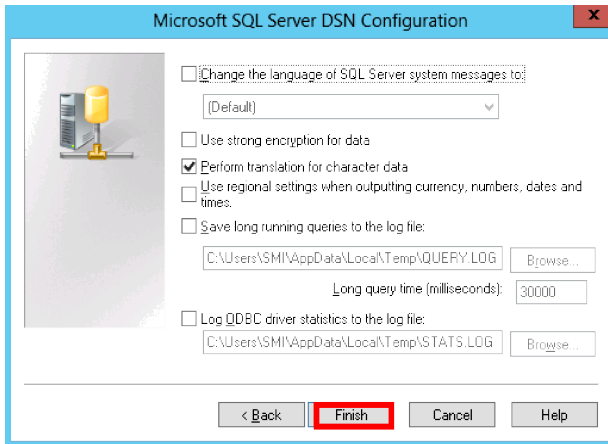 Microsoft SQL Server DSN Configuration
x
Change the language of SQL Server system messages to:
(Default)
Use strong encryption for data
Perform translation for character data
Use regional settings when outputting currency, numbers, dates and
times.
Save long running queries to the log file:
C:\Users\SMI\AppData\Local\Temp\QUERY.LOG
Browse...
Long query time (milliseconds):
30000
Log ODBC driver statistics to the log file:
C:\Users\SMI\AppData\Local\Temp\STATS.LOG
Browse...
< Back
Finish
Cancel
Help